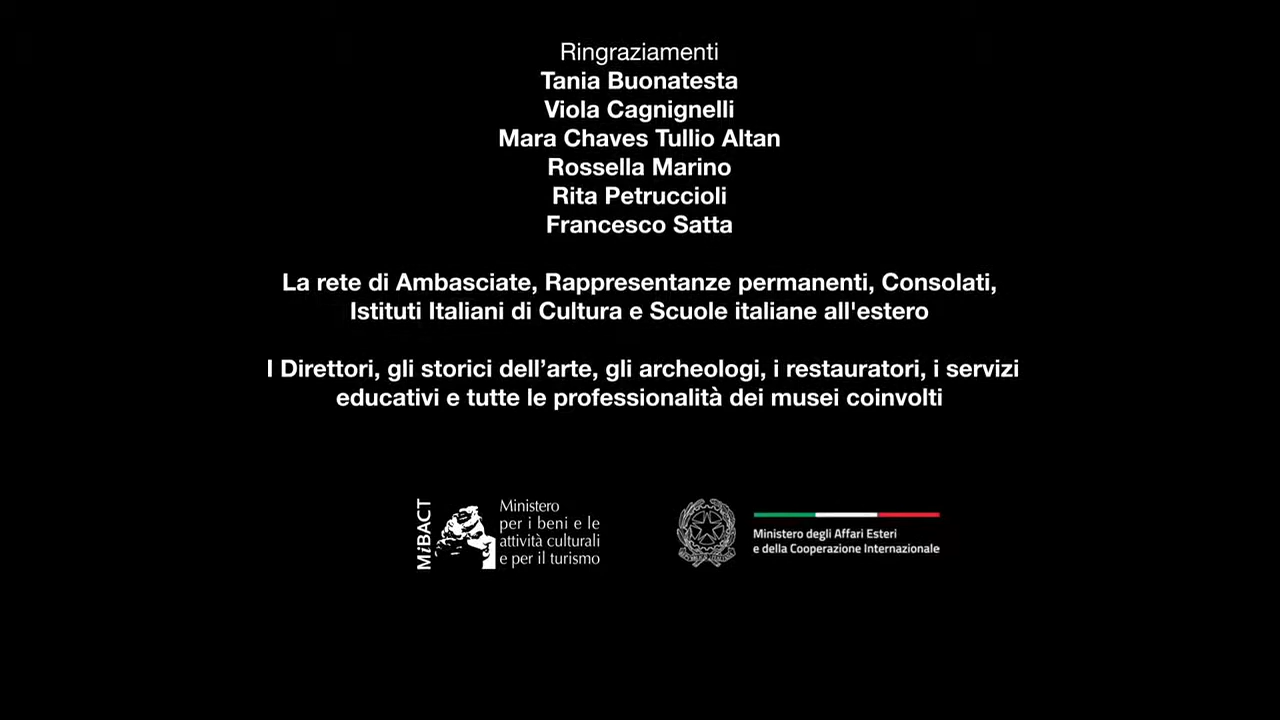 Ringraziamenti
Tania Buonatesta
Viola Cagnignelli
Mara Chaves Tullio Altan
Rossella Marino
Rita Petruccioli
Francesco Satta
La rete di Ambasciate, Rappresentanze permanenti, Consolati,
Istituti Italiani di Cultura e Scuole italiane all'estero
I Direttori, gli storici dell’arte, gli archeologi, i restauratori, i servizi
educativi e tutte le professionalità dei musei coinvolti
MiBACT
Ministero
per i beni e le
attività culturali
e per il turismo
Ministero degli Affari Esteri
e della Cooperazione Internazionale